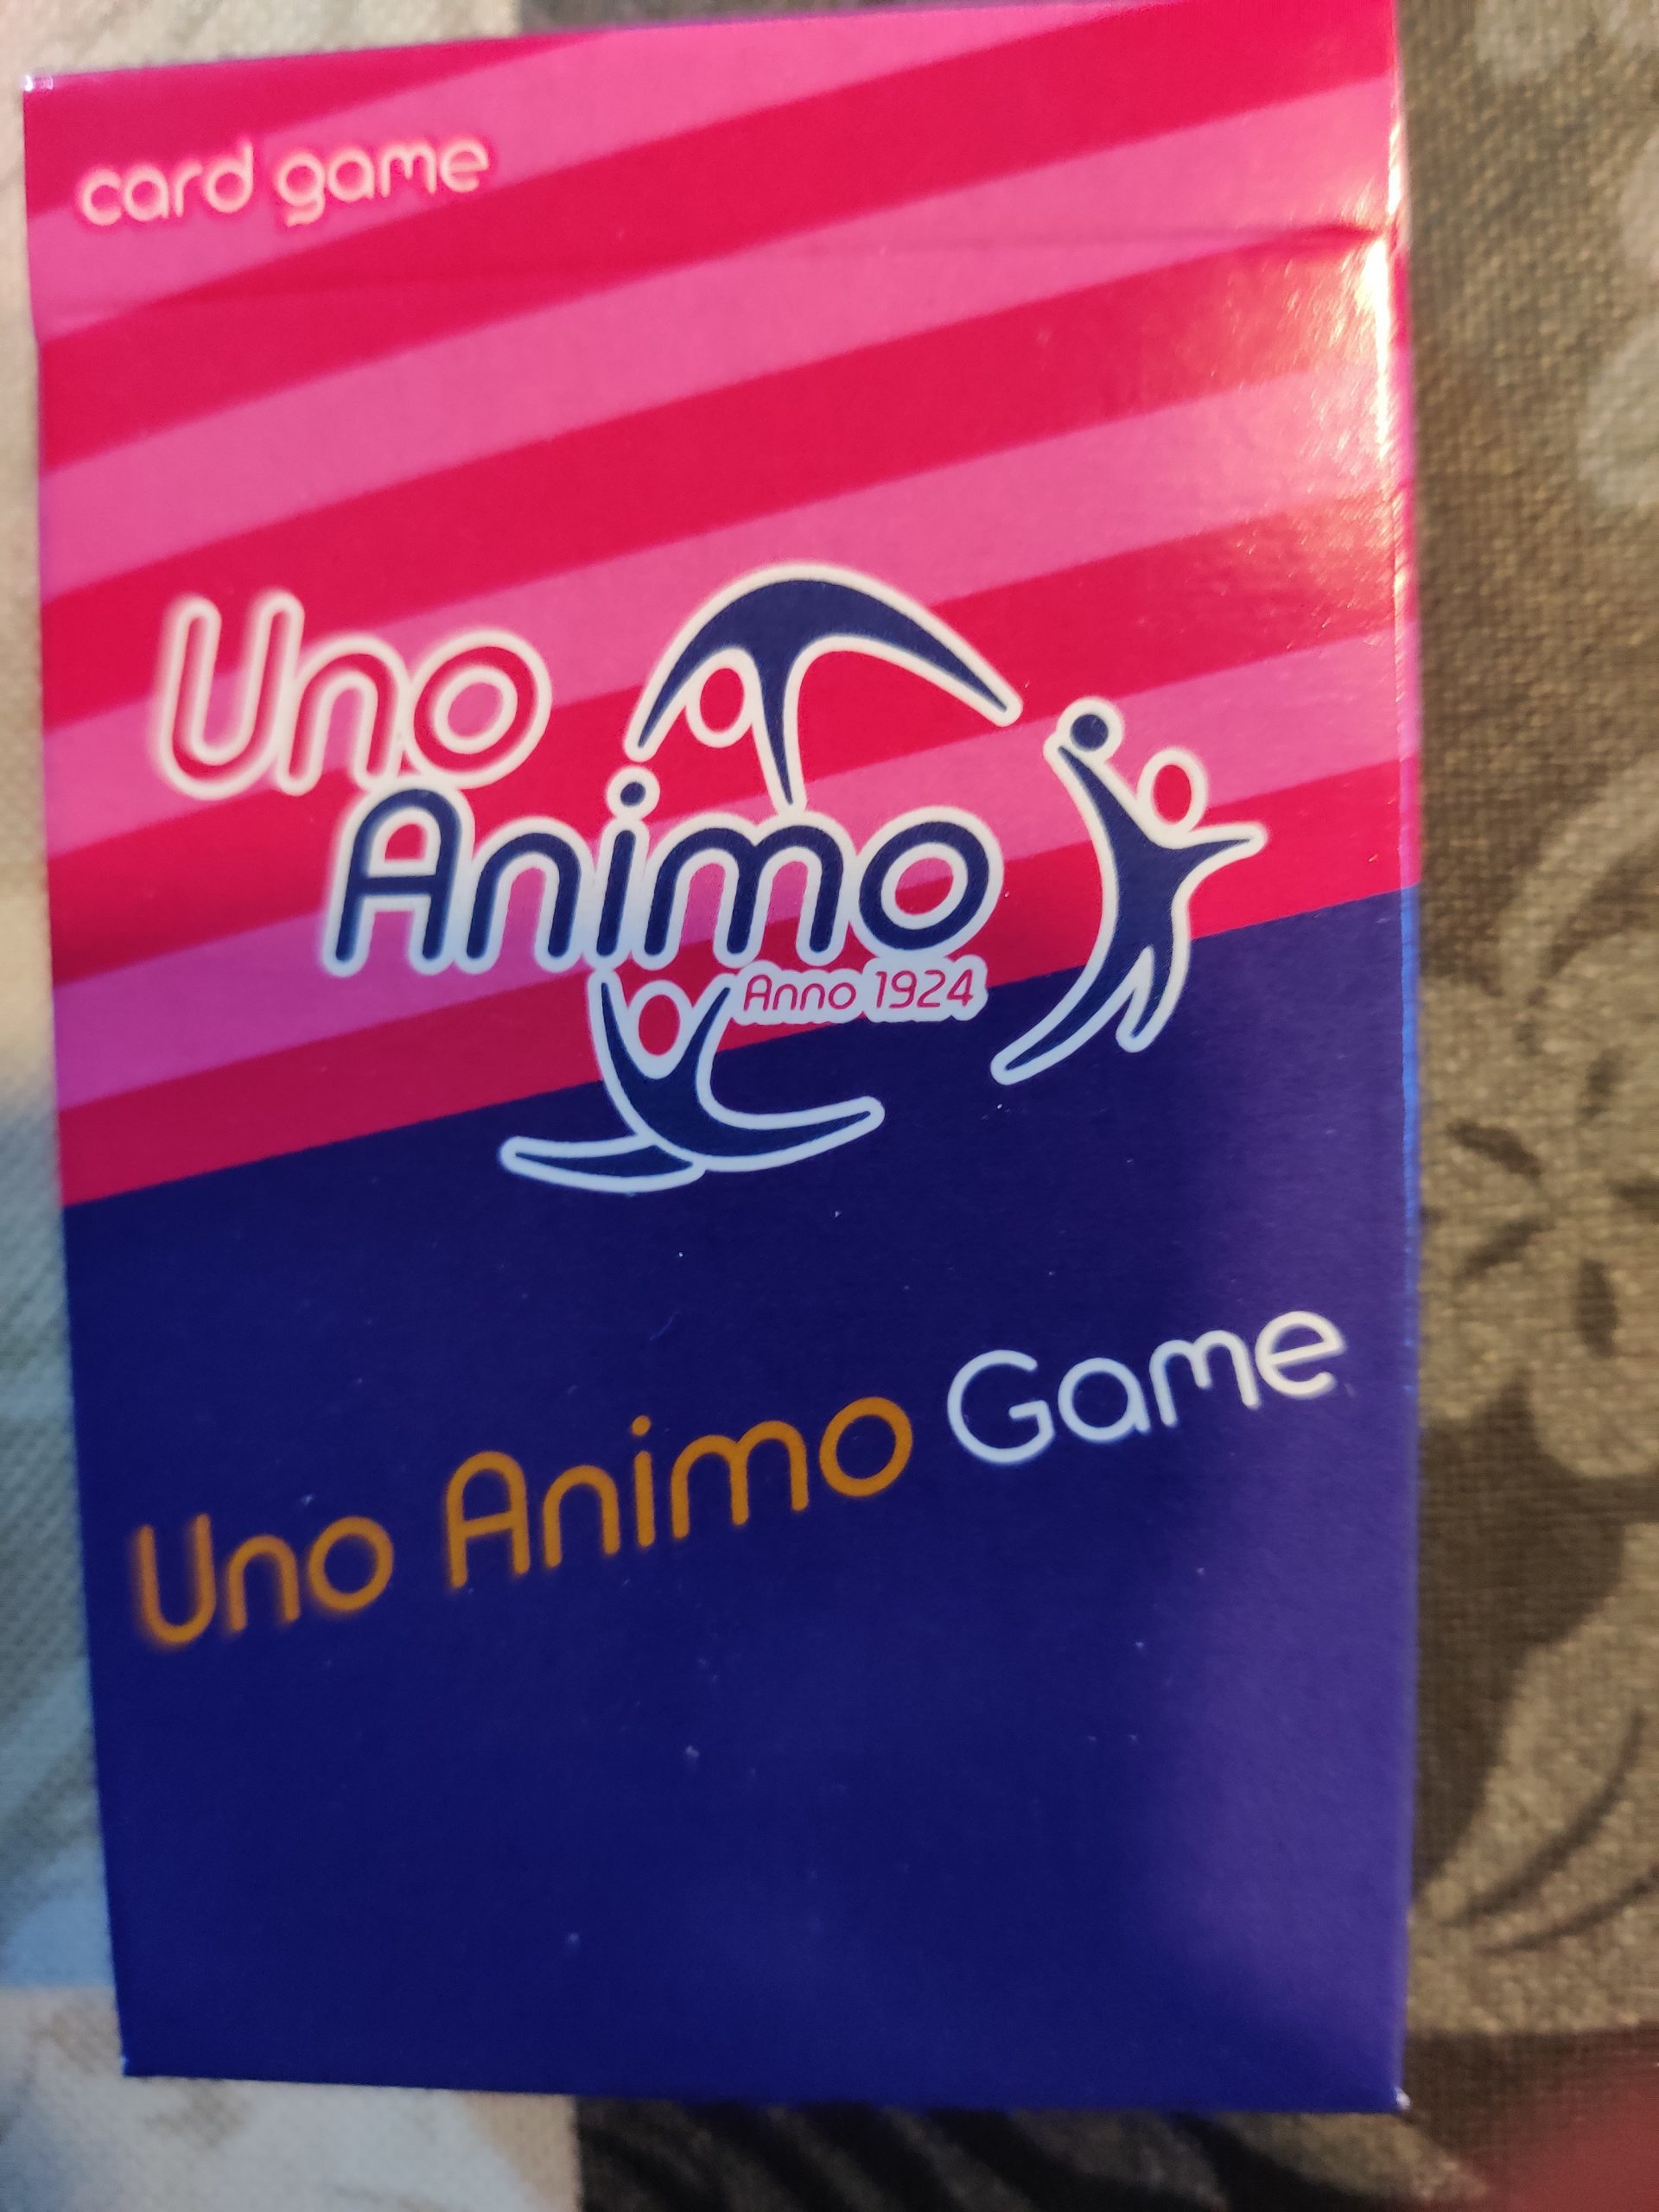 card game
Uno
Animo
Anno 1924
Uno Animo Game